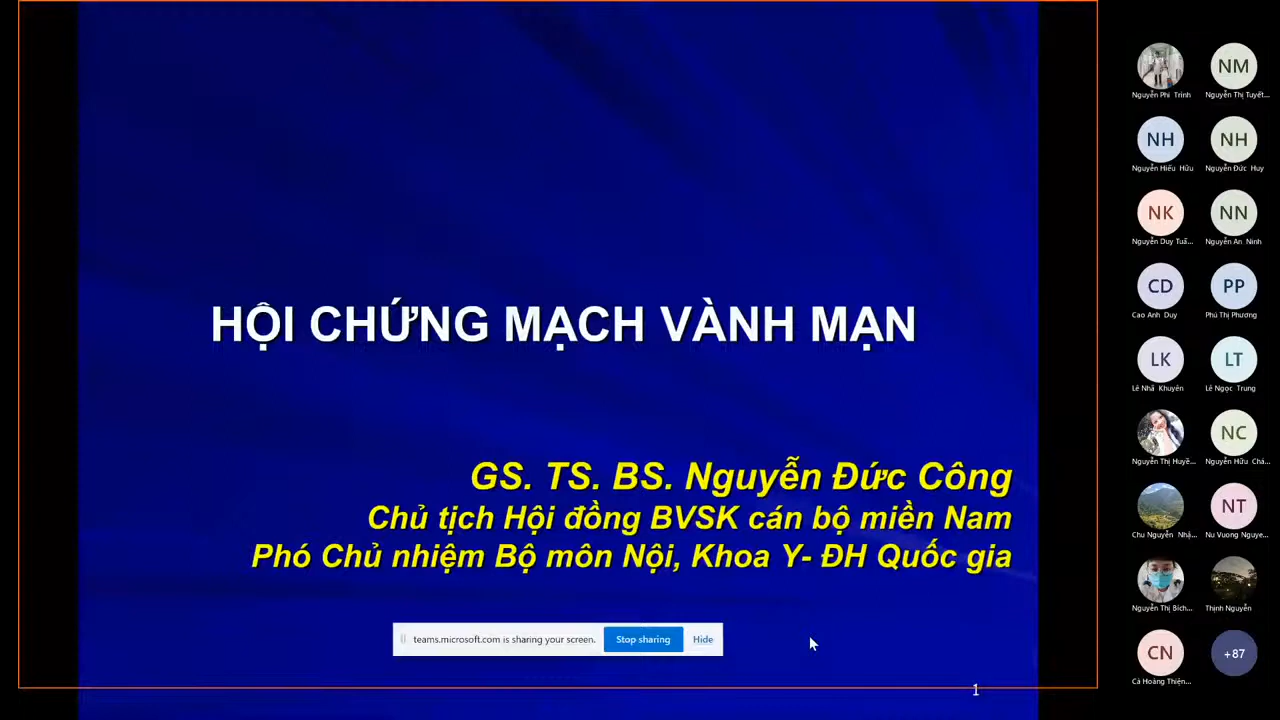 HỘI CHỨNG MẠCH VÀNH MẠN
GS. TS. BS. Nguyễn Đức Công
Chủ tịch Hội đồng BVSK cán bộ miền Nam
Phó Chủ nhiệm Bộ môn Nội, Khoa Y- ĐH Quốc gia
teams.microsoft.com is sharing your screen.
Stop sharing
Hide
1
Nguyễn Phi Trinh
NM
Nguyễn Thị Tuyết...
NH
Nguyễn Hiếu Hữu
NH
Nguyễn Đức Huy
NK
Nguyễn Duy Tuấ...
NN
Nguyễn An Ninh
CD
Cao Anh Duy
PP
Phú Thị Phương
LK
Lê Nhã Khuyên
LT
Lê Ngọc Trung
Nguyễn Thị Huyề...
NC
Nguyễn Hữu Chá...
Chu Nguyễn Nhậ...
NT
Nu Vuong Nguye...
Nguyễn Thị Bích...
Thịnh Nguyễn
CN
Cá Hoàng Thiện...
+87